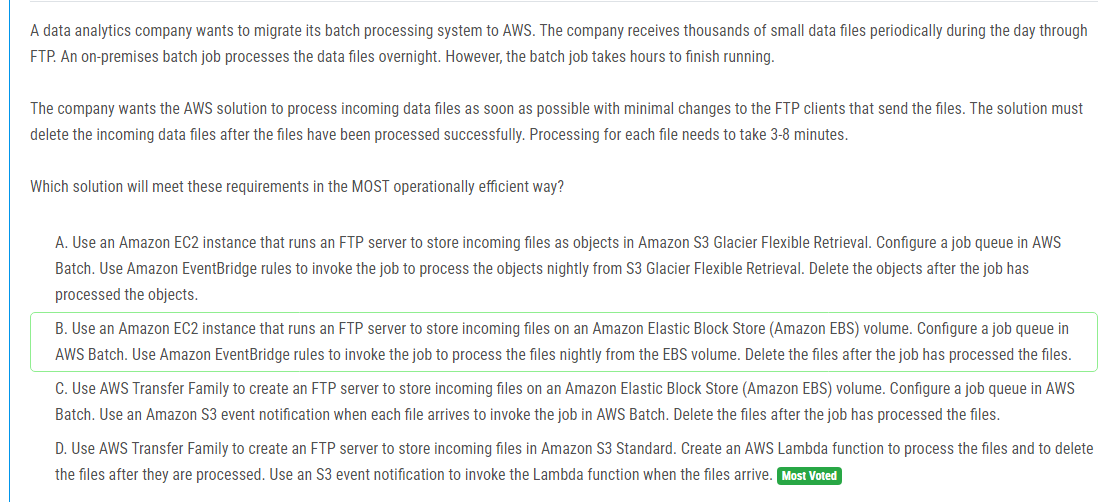 A data analytics company wants to migrate its batch processing system to AWS. The company receives thousands of small data files periodically during the day through
FTP. An on-premises batch job processes the data files overnight. However, the batch job takes hours to finish running.
The company wants the AWS solution to process incoming data files as soon as possible with minimal changes to the FTP clients that send the files. The solution must
delete the incoming data files after the files have been processed successfully. Processing for each file needs to take 3-8 minutes.
Which solution will meet these requirements in the MOST operationally efficient way?
A. Use an Amazon EC2 instance that runs an FTP server to store incoming files as objects in Amazon S3 Glacier Flexible Retrieval. Configure a job queue in AWS
Batch. Use Amazon EventBridge rules to invoke the job to process the objects nightly from S3 Glacier Flexible Retrieval. Delete the objects after the job has
processed the objects.
B. Use an Amazon EC2 instance that runs an FTP server to store incoming files on an Amazon Elastic Block Store (Amazon EBS) volume. Configure a job queue in
AWS Batch. Use Amazon EventBridge rules to invoke the job to process the files nightly from the EBS volume. Delete the files after the job has processed the files.
C. Use AWS Transfer Family to create an FTP server to store incoming files on an Amazon Elastic Block Store (Amazon EBS) volume. Configure a job queue in AWS
Batch. Use an Amazon S3 event notification when each file arrives to invoke the job in AWS Batch. Delete the files after the job has processed the files.
D. Use AWS Transfer Family to create an FTP server to store incoming files in Amazon S3 Standard. Create an AWS Lambda function to process the files and to delete
the files after they are processed. Use an S3 event notification to invoke the Lambda function when the files arrive. Most Voted